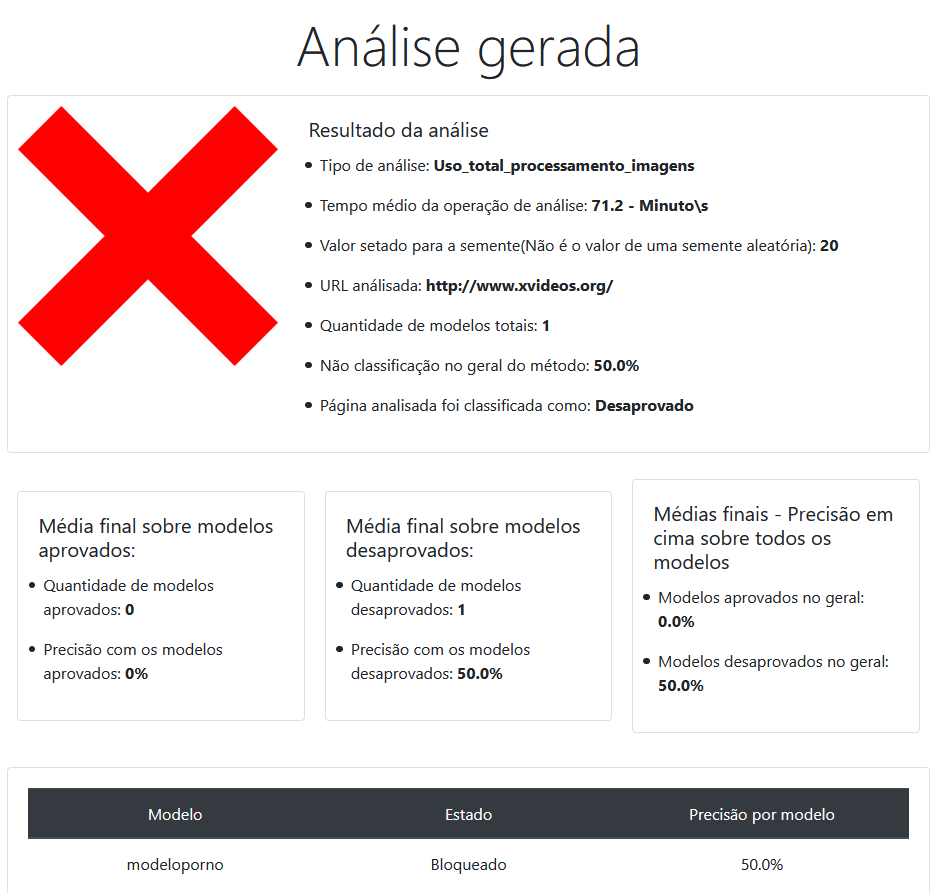 Análise gerada
Resultado da análise
Tipo de análise: Uso_total_processamento_imagens
Tempo médio da operação de análise: 71.2 - Minuto\s
Valor setado para a semente(Não é o valor de uma semente aleatória): 20
URL análisada: http://www.xvideos.org/
Quantidade de modelos totais: 1
Não classificação no geral do método: 50.0%
Página analisada foi classificada como: Desaprovado
Média final sobre modelos
aprovados:
Quantidade de modelos
aprovados: 0
Precisão com os modelos
aprovados: 0%
Média final sobre modelos
desaprovados:
Quantidade de modelos
desaprovados: 1
Precisão com os modelos
desaprovados: 50.0%
Médias finais - Precisão em
cima sobre todos os
modelos
Modelos aprovados no geral:
0.0%
Modelos desaprovados no geral:
50.0%
Modelo Estado Precisão por modelo
modeloporno Bloqueado 50.0%